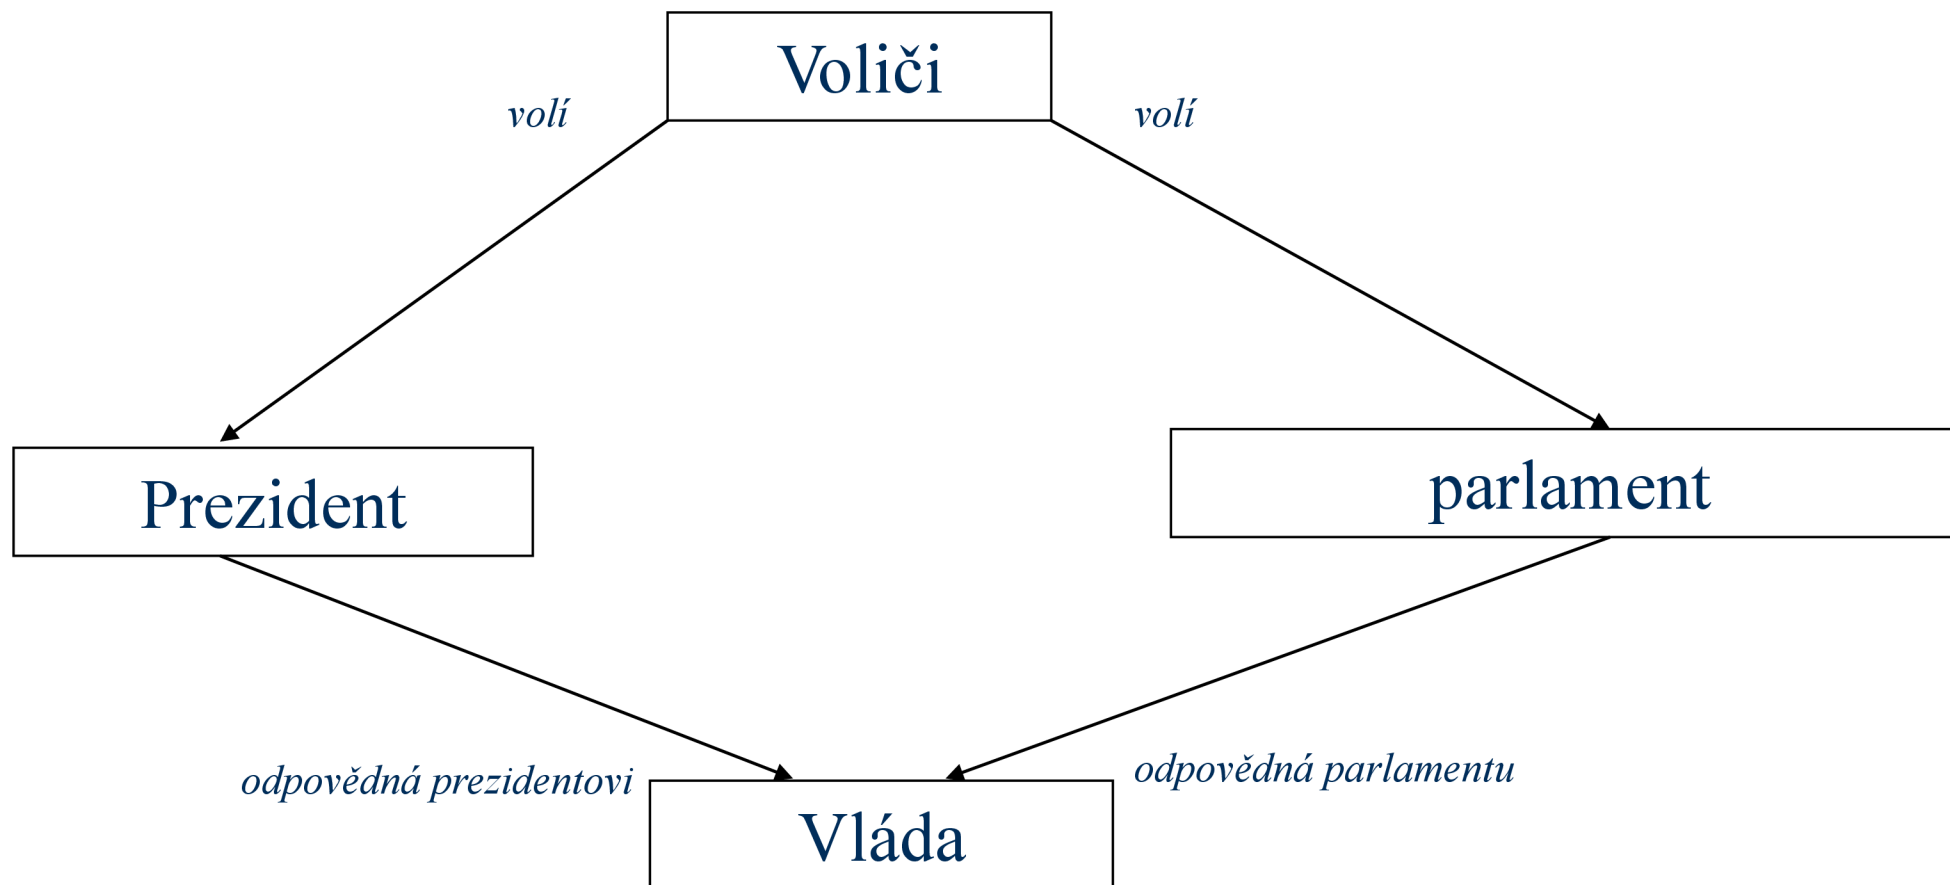 Voliči
volí
volí
Prezident
parlament
odpovědná prezidentovi
odpovědná parlamentu
Vláda